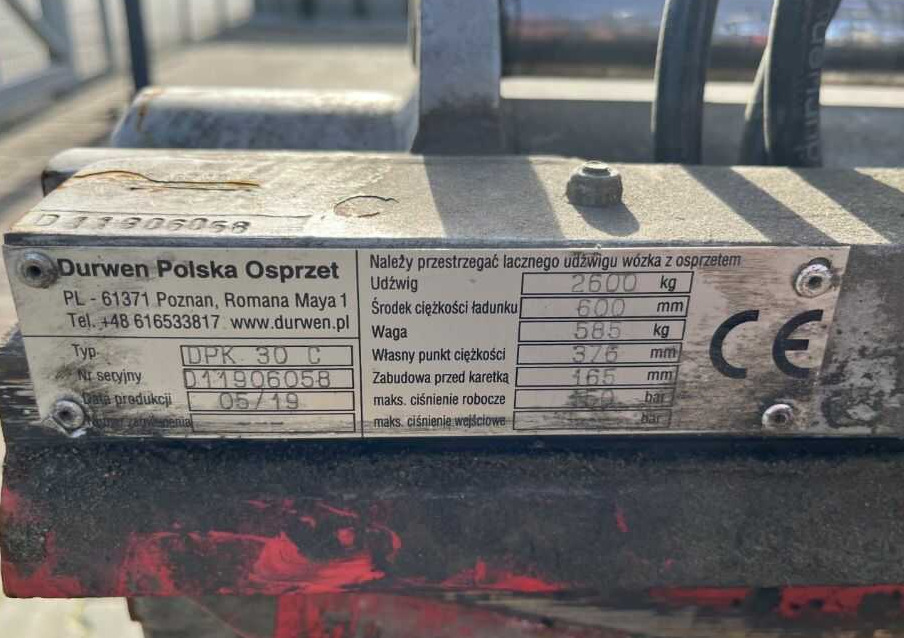 D11906058
Durwen Polska Osprzet
PL - 61371 Poznan, Romana Maya 1
Tel. +48 616533817 www.durwen.pl
Typ DPK 30 C
Nr seryjny D11906058
Data produkcji 05/19
Należy przestrzegać lacznego udźwigu wózka z osprzetem
Udźwig 2600 kg
Środek ciężkości ładunku 600 mm
Waga 585 kg
Własny punkt ciężkości 376 mm
Zabudowa przed karetką 165 mm
maks. ciśnienie robocze bar
maks. ciśnienie wejściowe bar
CE